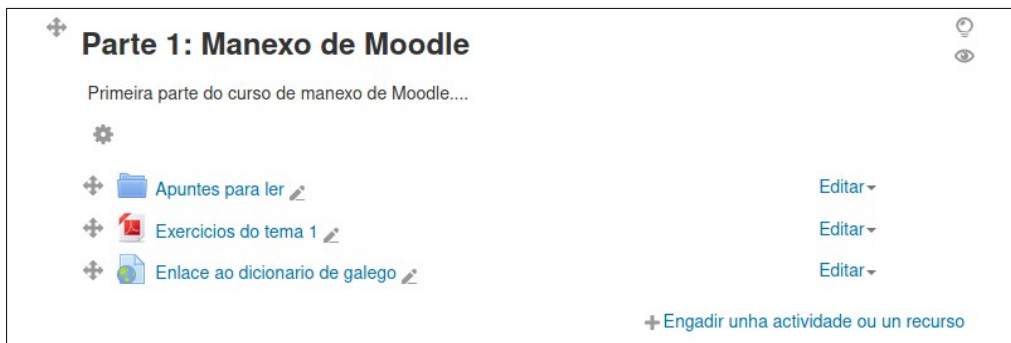 Parte 1: Manexo de Moodle
Primeira parte do curso de manexo de Moodle....
Apuntes para ler Editar
Exercicios do tema 1 Editar
Enlace ao dicionario de galego Editar
Engadir unha actividade ou un recurso